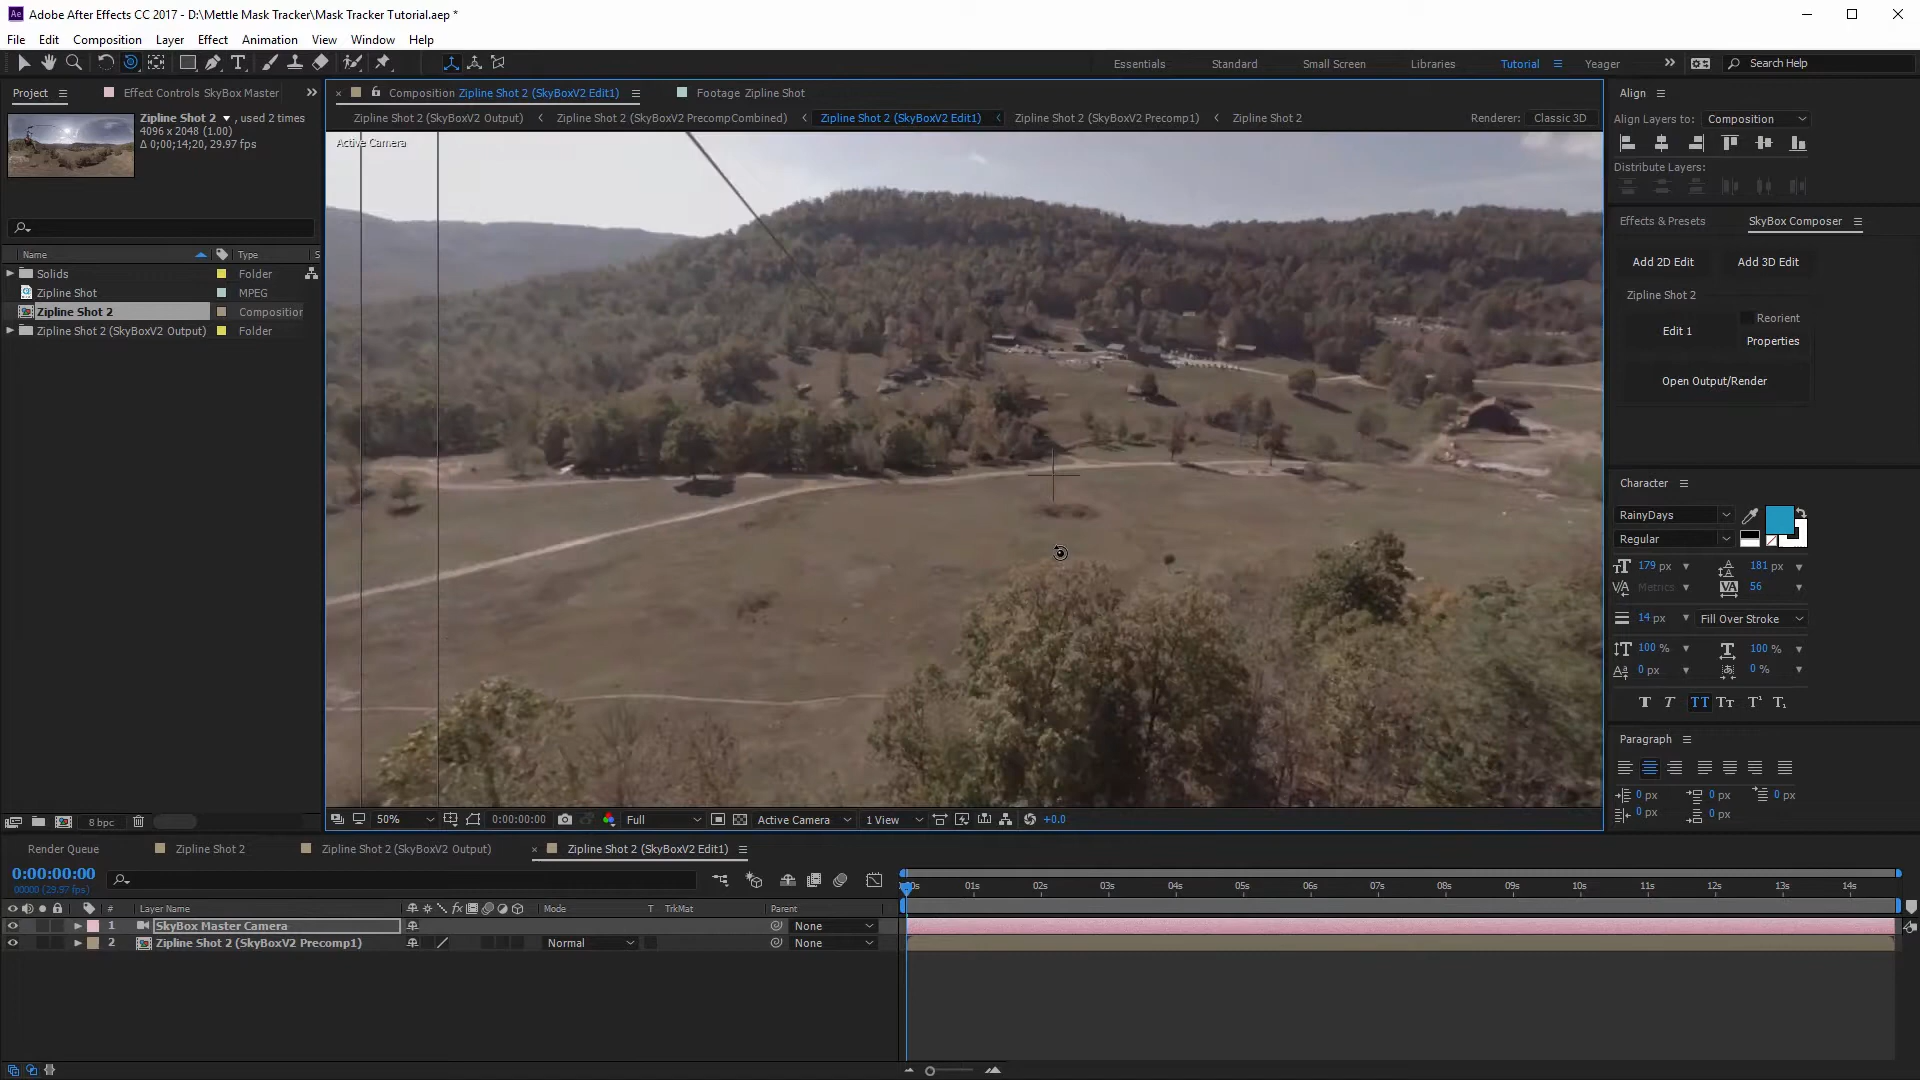 Adobe After Effects CC 2017 - D:\Mettle Mask Tracker\Mask Tracker Tutorial.aep *
File Edit Composition Layer Effect Animation View Window Help
Essentials Standard Small Screen Libraries Tutorial Yeager Search Help
Project Effect Controls SkyBox Master
Composition Zipline Shot 2 (SkyBoxV2 Edit1) Footage Zipline Shot
Zipline Shot 2 (SkyBoxV2 Output) Zipline Shot 2 (SkyBoxV2 PrecompCombined) Zipline Shot 2 (SkyBoxV2 Edit1) Zipline Shot 2 (SkyBoxV2 Precomp1) Zipline Shot 2 Renderer: Classic 3D
Active Camera
Zipline Shot 2 , used 2 times
4096 x 2048 (1.00)
Δ 0;00;14;20, 29.97 fps
Name Type S
Solids Folder
Zipline Shot MPEG
Zipline Shot 2 Composition
Zipline Shot 2 (SkyBoxV2 Output) Folder
8 bpc
50% 0:00:00:00 Full Active Camera 1 View +0.0
Align
Align Layers to: Composition
Distribute Layers:
Effects & Presets SkyBox Composer
Add 2D Edit Add 3D Edit
Zipline Shot 2
Edit 1 Reorient
Properties
Open Output/Render
Character
RainyDays
Regular
179 px 181 px
Metrics 56
14 px Fill Over Stroke
100 % 100 %
0 px 0 %
Paragraph
0 px 0 px 0 px
0 px 0 px
Render Queue Zipline Shot 2 Zipline Shot 2 (SkyBoxV2 Output) Zipline Shot 2 (SkyBoxV2 Edit1)
0:00:00:00
00000 (29.97 fps)
# Layer Name Mode T TrkMat Parent
01s 02s 03s 04s 05s 06s 07s 08s 09s 10s 11s 12s 13s 14s
1 SkyBox Master Camera None
2 Zipline Shot 2 (SkyBoxV2 Precomp1) Normal None